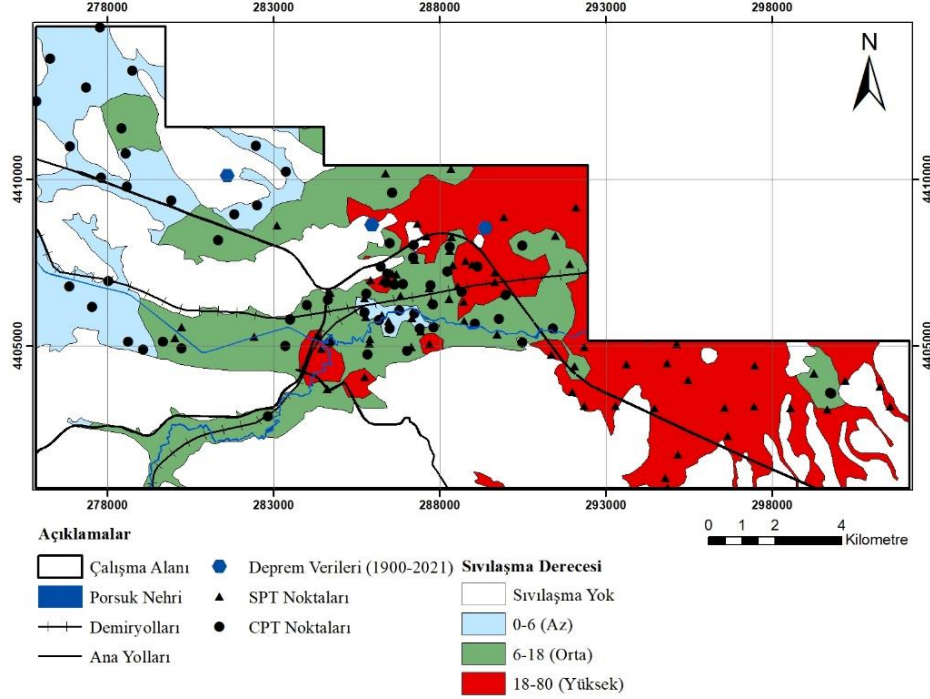 278000 283000 288000 293000 298000
N
4410000 4410000
4405000 4405000
278000 283000 288000 293000 298000
0 1 2 4
Kilometre
Açıklamalar
Çalışma Alanı
Porsuk Nehri
Demiryolları
Ana Yolları
Deprem Verileri (1900-2021)
SPT Noktaları
CPT Noktaları
Sıvılaşma Derecesi
Sıvılaşma Yok
0-6 (Az)
6-18 (Orta)
18-80 (Yüksek)